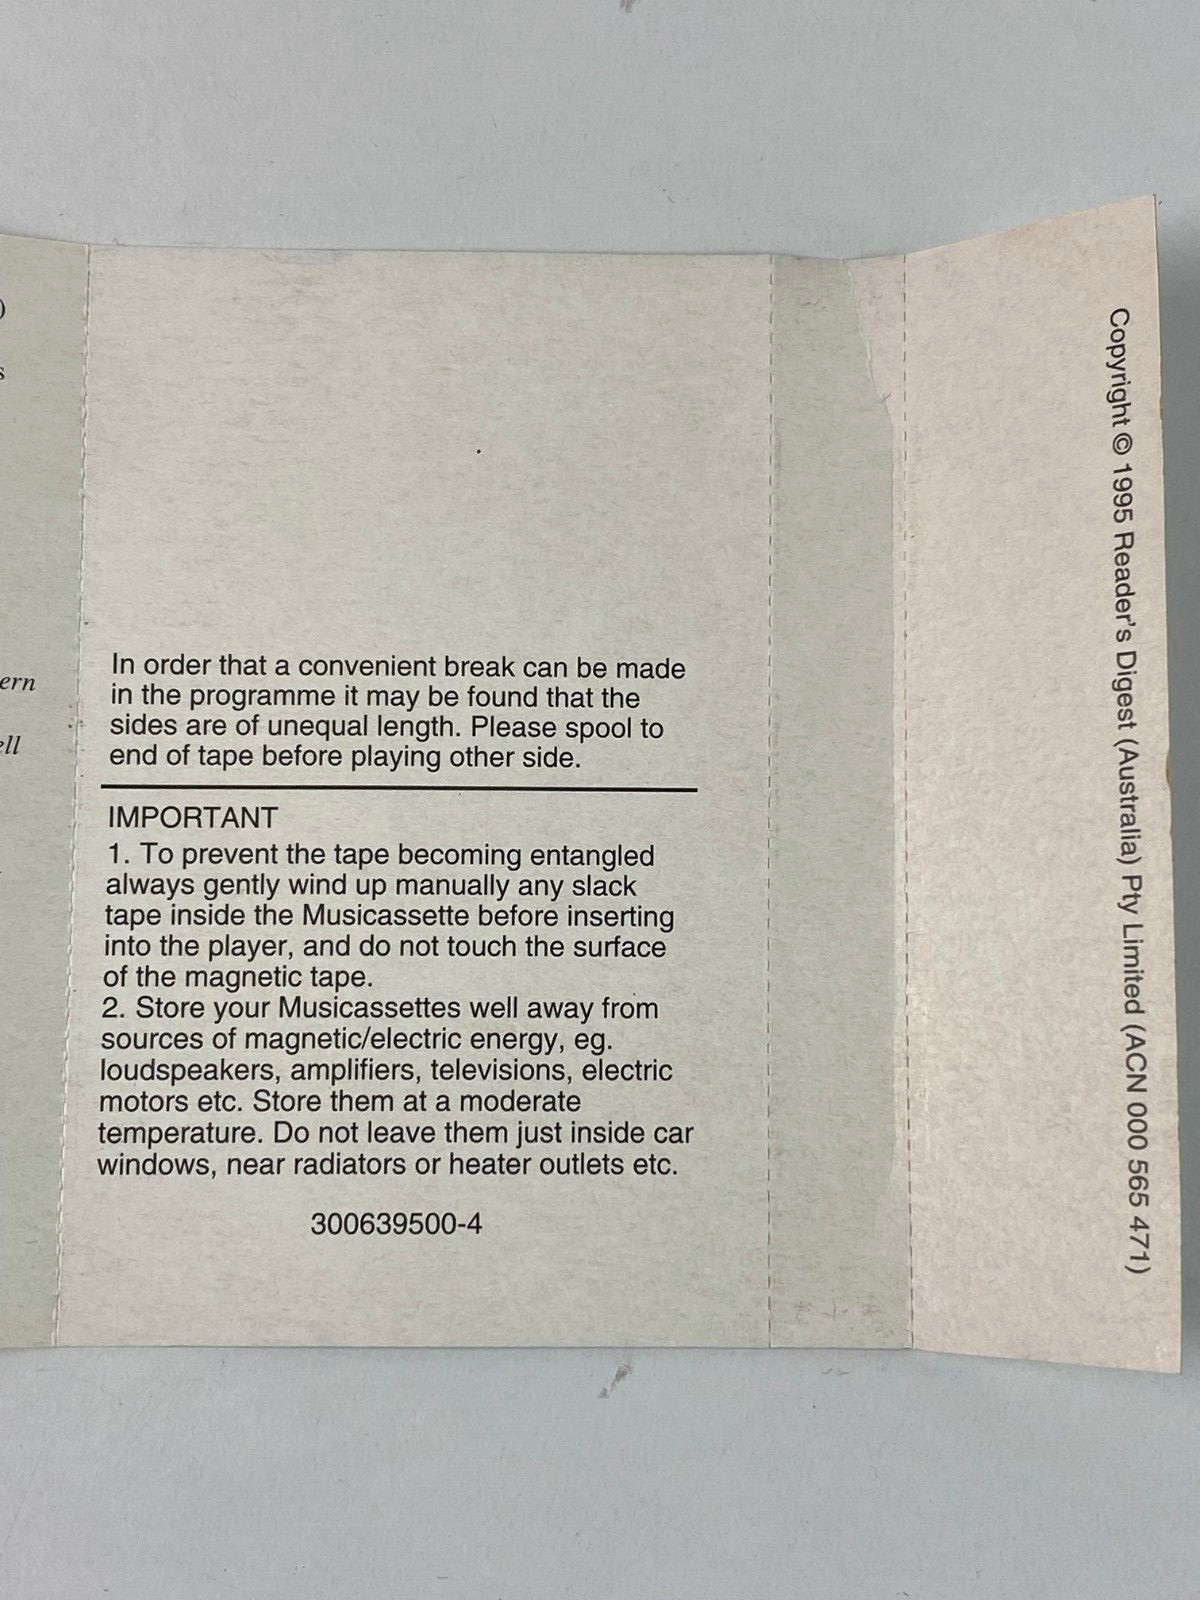 )
s
ern
ell
In order that a convenient break can be made
in the programme it may be found that the
sides are of unequal length. Please spool to
end of tape before playing other side.
IMPORTANT
1. To prevent the tape becoming entangled
always gently wind up manually any slack
tape inside the Musicassette before inserting
into the player, and do not touch the surface
of the magnetic tape.
2. Store your Musicassettes well away from
sources of magnetic/electric energy, eg.
loudspeakers, amplifiers, televisions, electric
motors etc. Store them at a moderate
temperature. Do not leave them just inside car
windows, near radiators or heater outlets etc.
300639500-4
Copyright © 1995 Reader's Digest (Australia) Pty Limited (ACN 000 565 471)